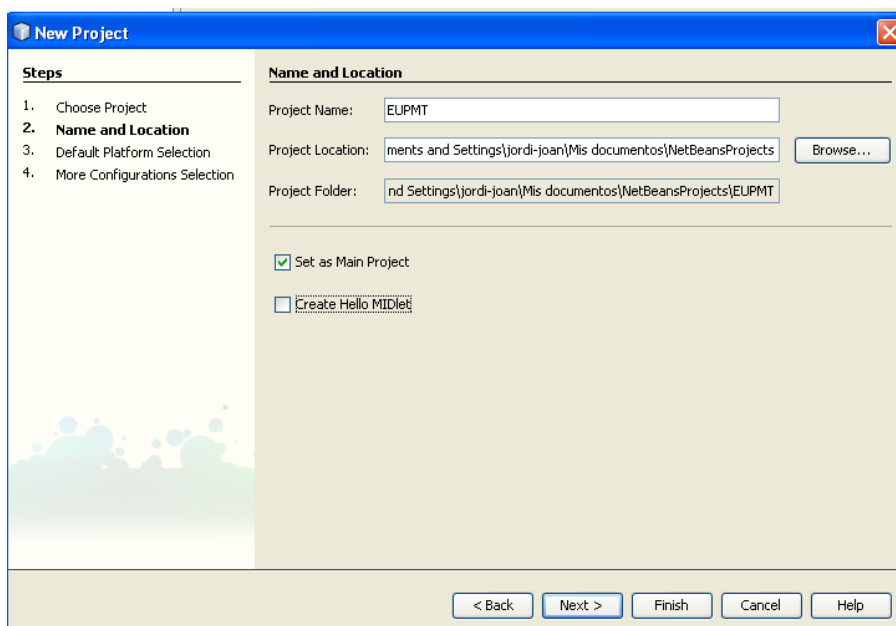 New Project
Steps
1. Choose Project
2. Name and Location
3. Default Platform Selection
4. More Configurations Selection
Name and Location
Project Name: EUPMT
Project Location: ments and Settings\jordi-joan\Mis documentos\NetBeansProjects Browse...
Project Folder: nd Settings\jordi-joan\Mis documentos\NetBeansProjects\EUPMT
Set as Main Project
Create Hello MIDlet
< Back Next > Finish Cancel Help